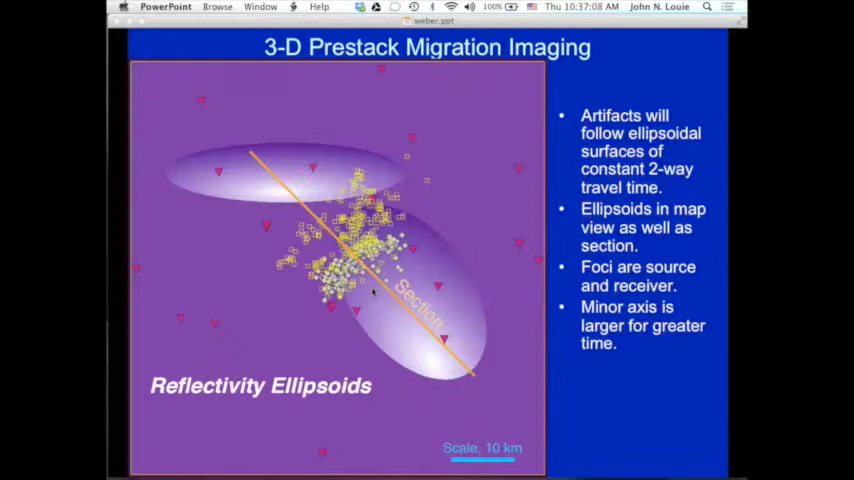 PowerPoint Browse Window Help 100% Thu 10:37:08 AM John N. Louie
weber.ppt
3-D Prestack Migration Imaging
• Artifacts will
follow ellipsoidal
surfaces of
constant 2-way
travel time.
• Ellipsoids in map
view as well as
section.
• Foci are source
and receiver.
• Minor axis is
larger for greater
time.
Section
Reflectivity Ellipsoids
Scale, 10 km